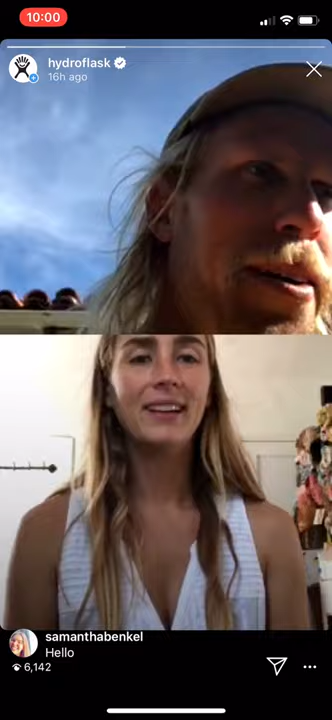 10:00
hydroflask
16h ago
samanthabenkel
Hello
6,142